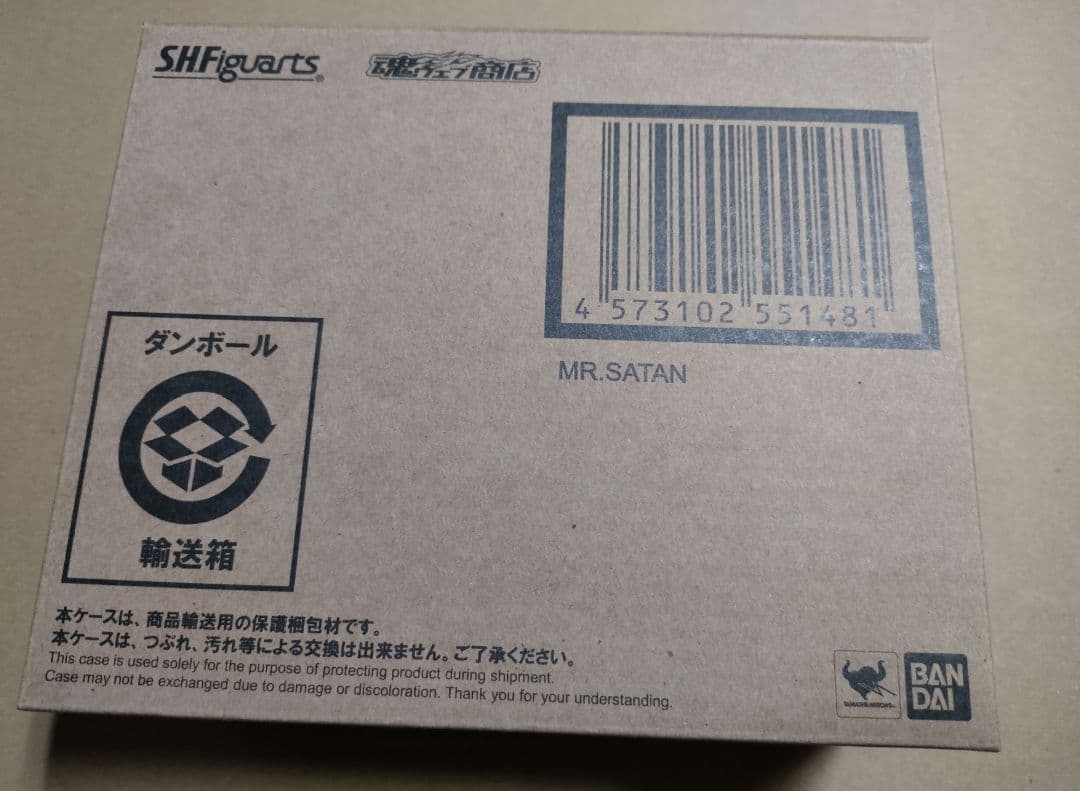 S.H.Figuarts®
魂ウェブ商店
4 573102 551481
MR.SATAN
ダンボール
輸送箱
本ケースは、商品輸送用の保護梱包材です。
本ケースは、つぶれ、汚れ等による交換は出来ません。ご了承ください。
This case is used solely for the purpose of protecting product during shipment.
Case may not be exchanged due to damage or discoloration. Thank you for your understanding.
BAN
DAI